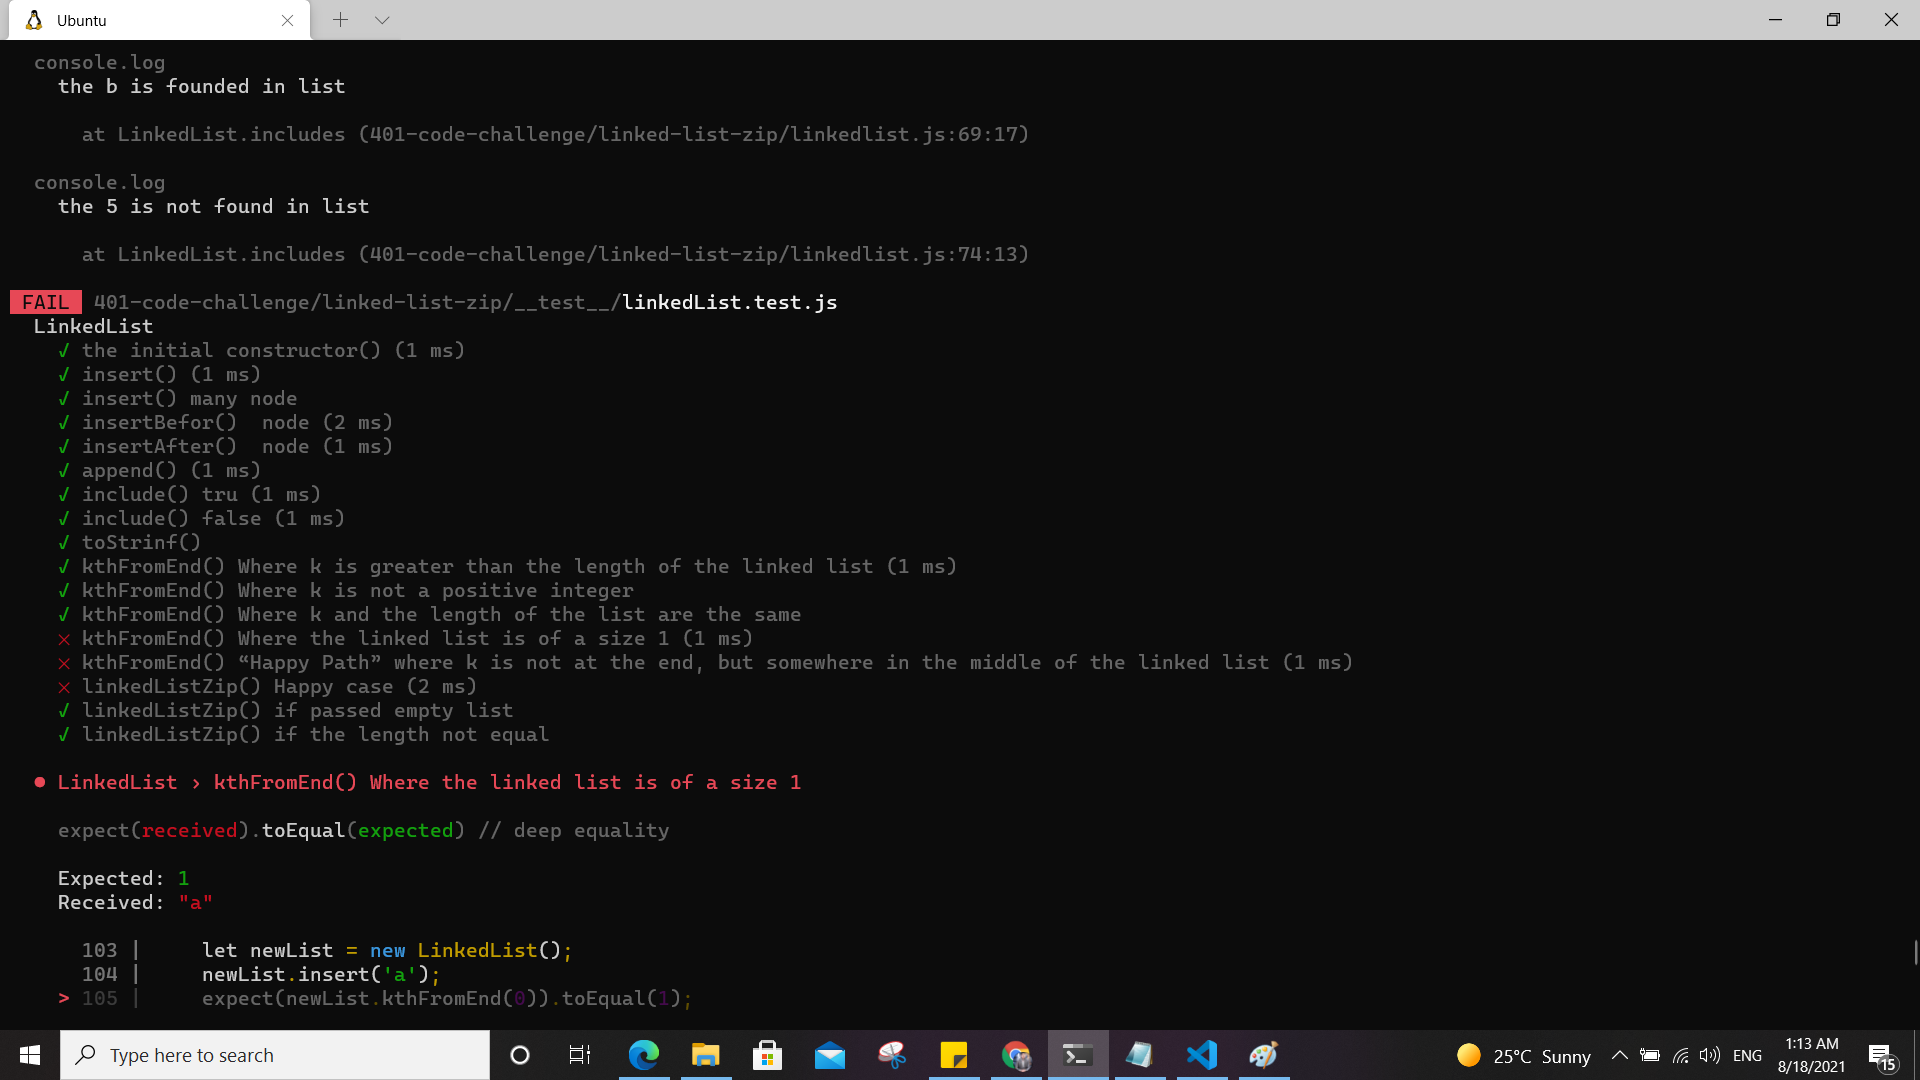 Ubuntu
console.log
the b is founded in list
at LinkedList.includes (401-code-challenge/linked-list-zip/linkedlist.js:69:17)
console.log
the 5 is not found in list
at LinkedList.includes (401-code-challenge/linked-list-zip/linkedlist.js:74:13)
FAIL 401-code-challenge/linked-list-zip/__test__/linkedList.test.js
LinkedList
√ the initial constructor() (1 ms)
√ insert() (1 ms)
√ insert() many node
√ insertBefor()  node (2 ms)
√ insertAfter()  node (1 ms)
√ append() (1 ms)
√ include() tru (1 ms)
√ include() false (1 ms)
√ toStrinf()
√ kthFromEnd() Where k is greater than the length of the linked list (1 ms)
√ kthFromEnd() Where k is not a positive integer
√ kthFromEnd() Where k and the length of the list are the same
× kthFromEnd() Where the linked list is of a size 1 (1 ms)
× kthFromEnd() “Happy Path” where k is not at the end, but somewhere in the middle of the linked list (1 ms)
× linkedListZip() Happy case (2 ms)
√ linkedListZip() if passed empty list
√ linkedListZip() if the length not equal
● LinkedList › kthFromEnd() Where the linked list is of a size 1
expect(received).toEqual(expected) // deep equality
Expected: 1
Received: "a"
103 |     let newList = new LinkedList();
104 |     newList.insert('a');
> 105 |     expect(newList.kthFromEnd(0)).toEqual(1);
Type here to search
25°C Sunny
ENG
1:13 AM
8/18/2021
15